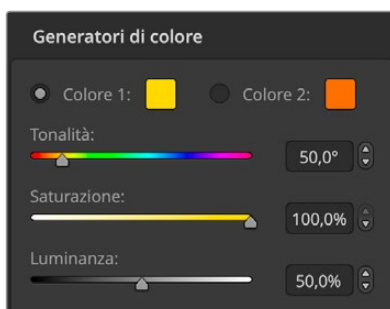 Generatori di colore
Colore 1: Colore 2:
Tonalità:
50,0°
Saturazione:
100,0%
Luminanza:
50,0%